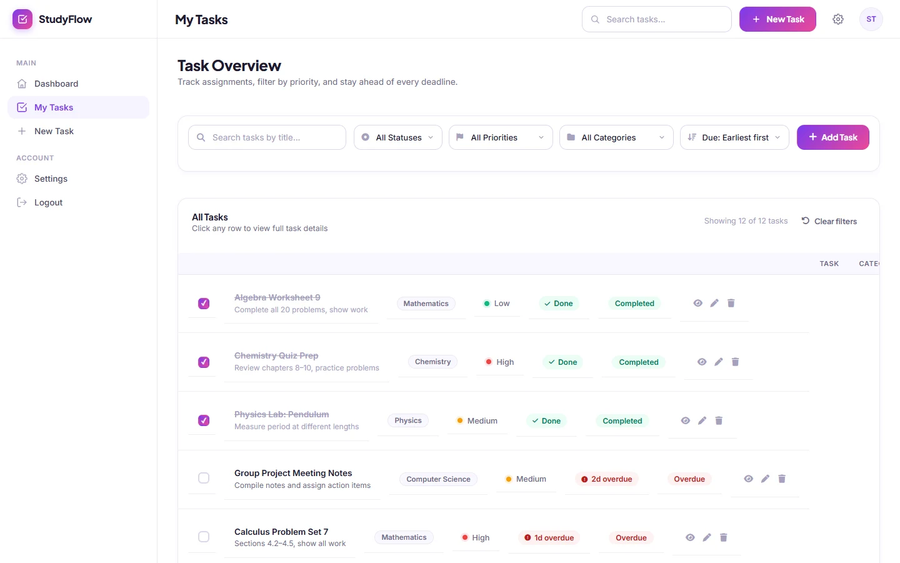 StudyFlow
My Tasks
Search tasks...
New Task
ST
MAIN
Dashboard
My Tasks
New Task
ACCOUNT
Settings
Logout
Task Overview
Track assignments, filter by priority, and stay ahead of every deadline.
Search tasks by title...
All Statuses
All Priorities
All Categories
Due: Earliest first
Add Task
All Tasks
Click any row to view full task details
Showing 12 of 12 tasks
Clear filters
TASK
Algebra Worksheet 9
Complete all 20 problems, show work
Mathematics
Low
Done
Completed
Chemistry Quiz Prep
Review chapters 8–10, practice problems
Chemistry
High
Done
Completed
Physics Lab: Pendulum
Measure period at different lengths
Physics
Medium
Done
Completed
Group Project Meeting Notes
Compile notes and assign action items
Computer Science
Medium
2d overdue
Overdue
Calculus Problem Set 7
Sections 4.2–4.5, show all work
Mathematics
High
1d overdue
Overdue